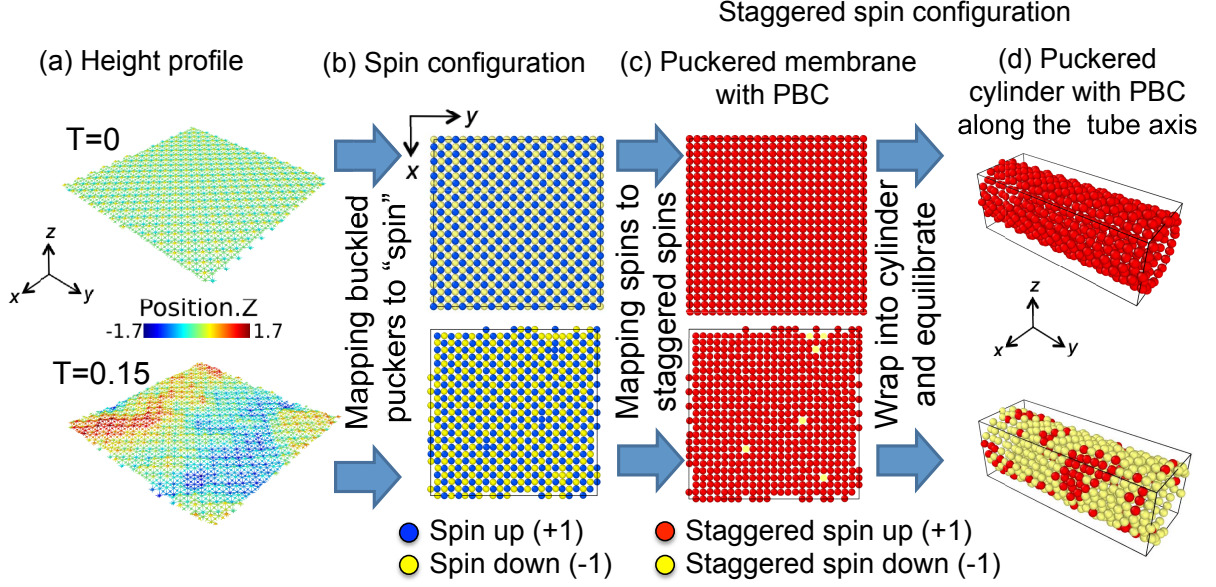 Staggered spin configuration
(a) Height profile
(b) Spin configuration
(c) Puckered membrane
with PBC
(d) Puckered
cylinder with PBC
along the tube axis
T=0
z
x
y
Position.Z
-1.7
1.7
T=0.15
Mapping buckled
puckers to “spin”
y
x
Mapping spins to
staggered spins
Wrap into cylinder
and equilibrate
z
x
y
Spin up (+1)
Spin down (-1)
Staggered spin up (+1)
Staggered spin down (-1)